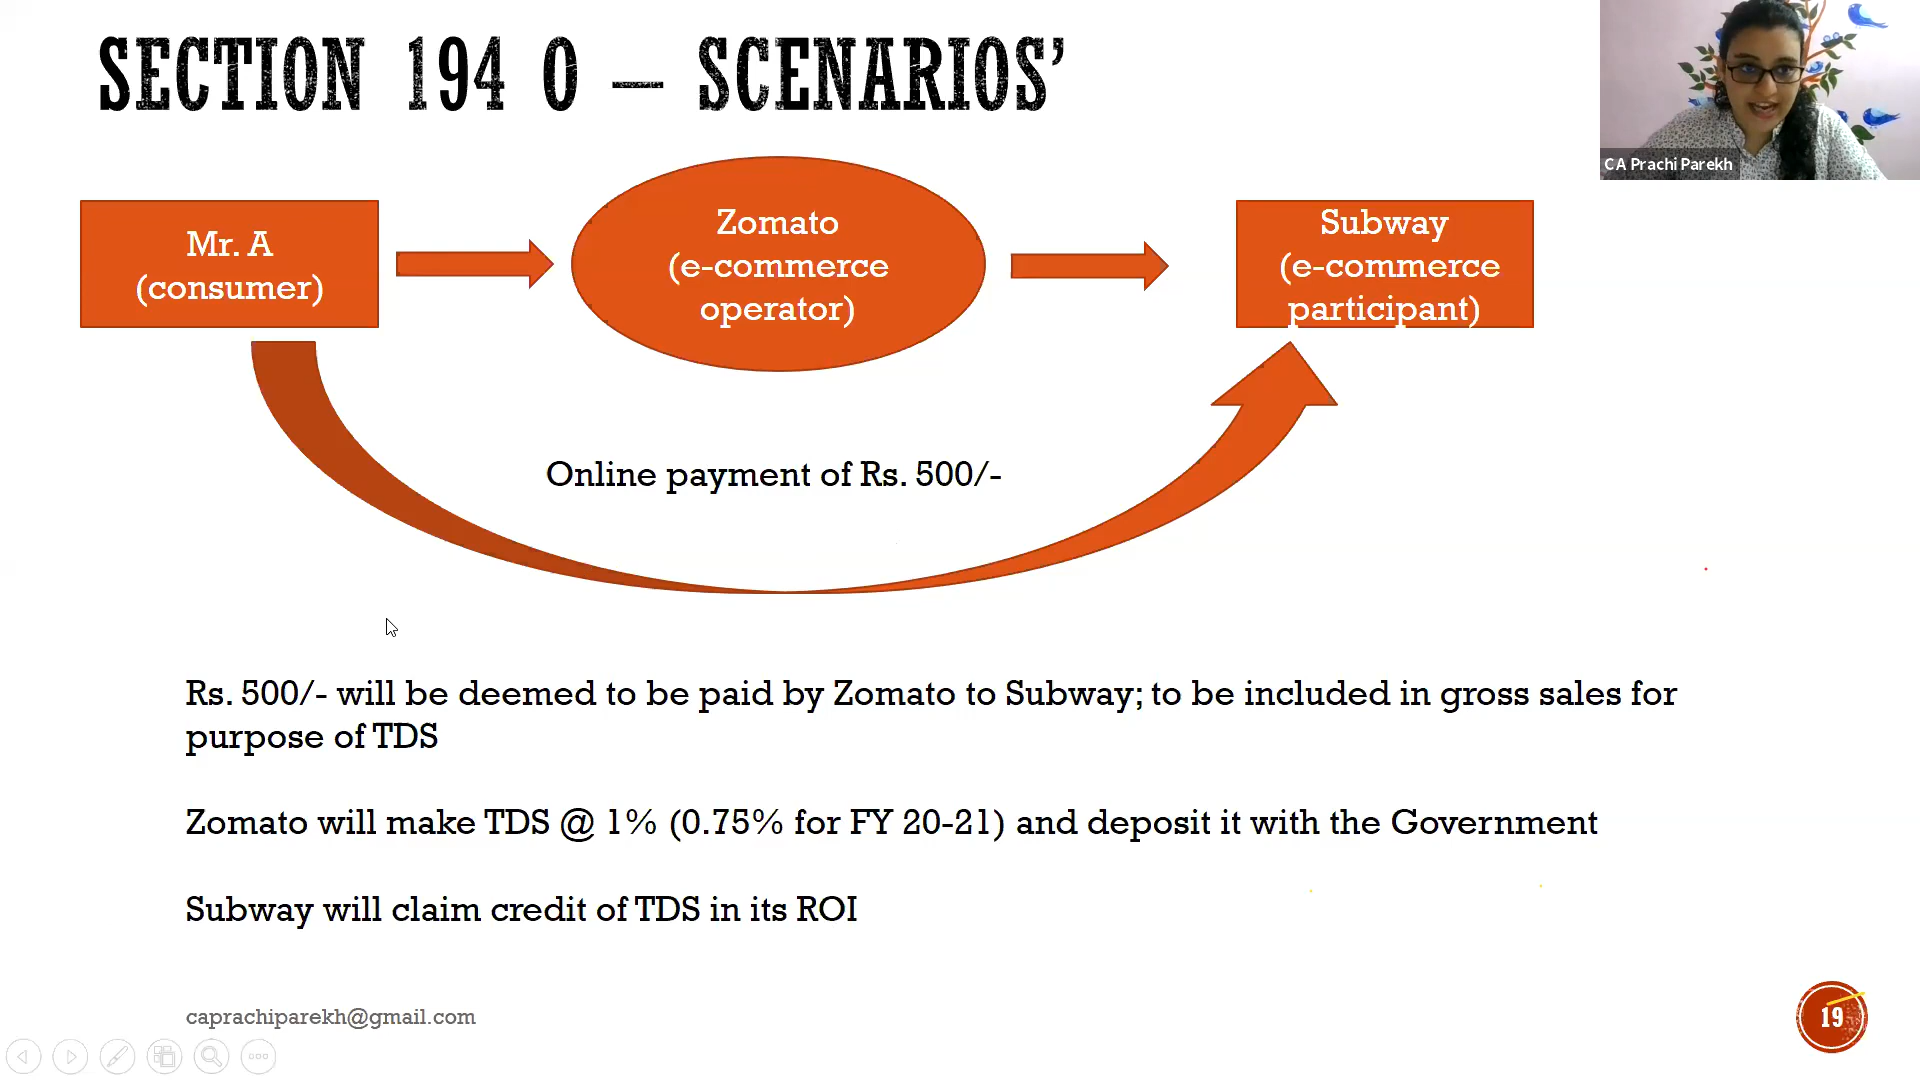 SECTION 194 O – SCENARIOS’
CA Prachi Parekh
Mr. A
(consumer)
Zomato
(e-commerce
operator)
Subway
(e-commerce
participant)
Online payment of Rs. 500/-
Rs. 500/- will be deemed to be paid by Zomato to Subway; to be included in gross sales for
purpose of TDS
Zomato will make TDS @ 1% (0.75% for FY 20-21) and deposit it with the Government
Subway will claim credit of TDS in its ROI
caprachiparekh@gmail.com
19